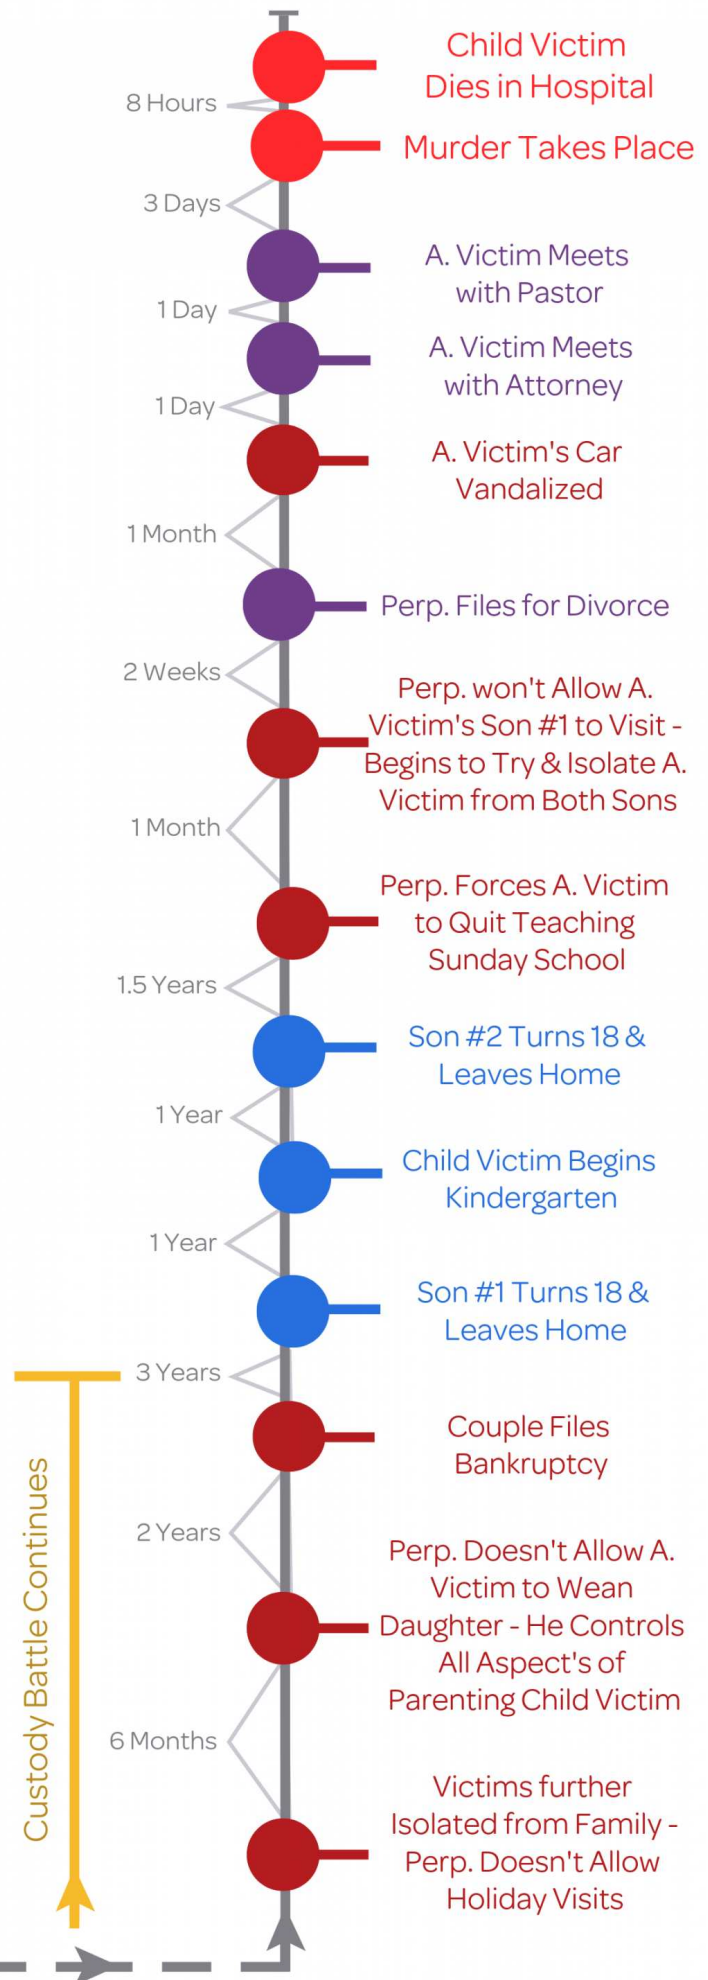 Child Victim
Dies in Hospital
8 Hours
Murder Takes Place
3 Days
A. Victim Meets
with Pastor
1 Day
A. Victim Meets
with Attorney
1 Day
A. Victim's Car
Vandalized
1 Month
Perp. Files for Divorce
2 Weeks
Perp. won't Allow A.
Victim's Son #1 to Visit -
Begins to Try & Isolate A.
Victim from Both Sons
1 Month
Perp. Forces A. Victim
to Quit Teaching
Sunday School
1.5 Years
Son #2 Turns 18 &
Leaves Home
1 Year
Child Victim Begins
Kindergarten
1 Year
Son #1 Turns 18 &
Leaves Home
3 Years
Couple Files
Bankruptcy
2 Years
Perp. Doesn't Allow A.
Victim to Wean
Daughter - He Controls
All Aspect's of
Parenting Child Victim
6 Months
Victims further
Isolated from Family -
Perp. Doesn't Allow
Holiday Visits
Custody Battle Continues